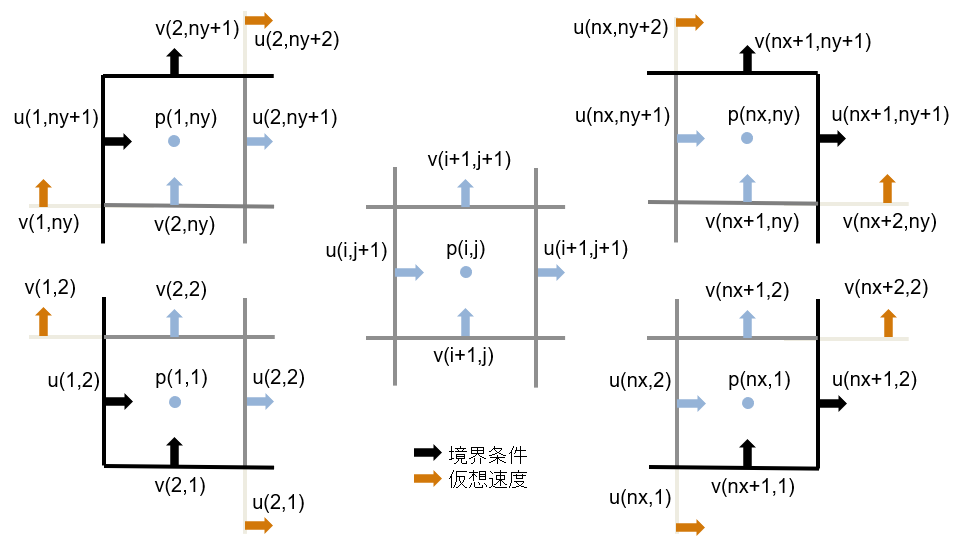 v(2,ny+1)
u(2,ny+2)
u(1,ny+1)
p(1,ny)
u(2,ny+1)
v(1,ny)
v(2,ny)
u(nx,ny+2)
v(nx+1,ny+1)
u(nx,ny+1)
p(nx,ny)
u(nx+1,ny+1)
v(nx+1,ny)
v(nx+2,ny)
v(i+1,j+1)
u(i,j+1)
p(i,j)
u(i+1,j+1)
v(i+1,j)
v(1,2)
v(2,2)
u(1,2)
p(1,1)
u(2,2)
v(2,1)
u(2,1)
v(nx+1,2)
v(nx+2,2)
u(nx,2)
p(nx,1)
u(nx+1,2)
u(nx,1)
v(nx+1,1)
境界条件
仮想速度